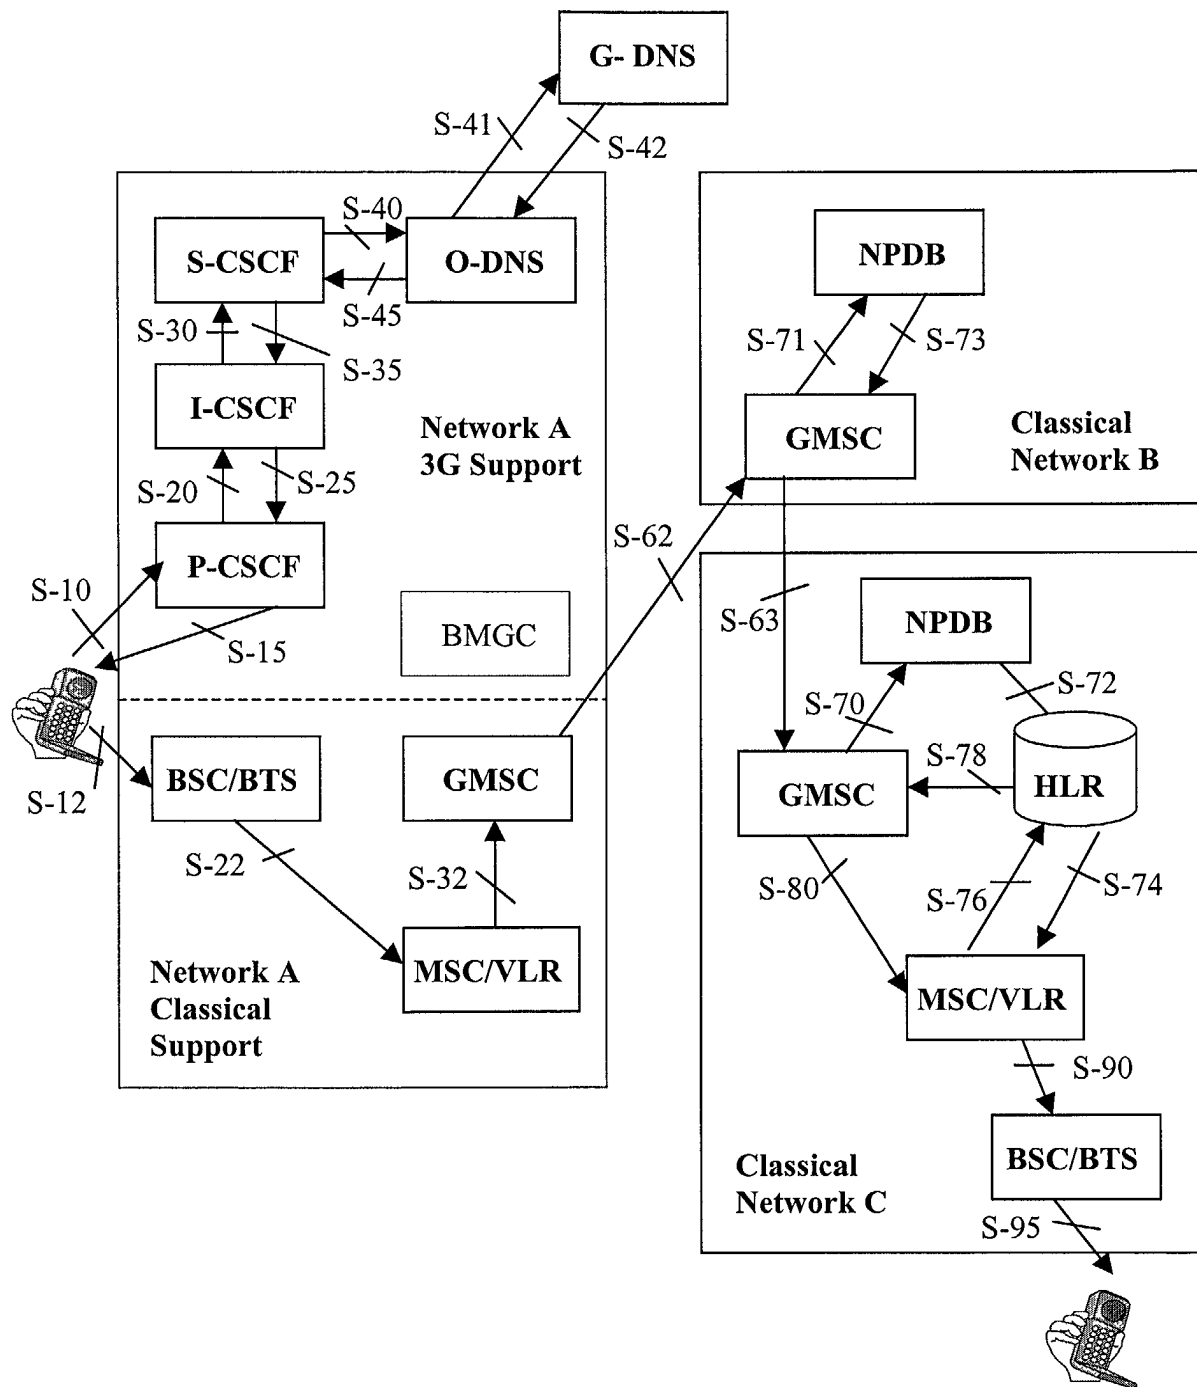 G- DNS
S-41
S-42
S-40
S-CSCF
O-DNS
S-45
S-30
S-35
I-CSCF
Network A
3G Support
S-20
S-25
P-CSCF
S-10
S-15
BMGC
S-62
NPDB
S-71
S-73
GMSC
Classical
Network B
S-63
NPDB
S-70
S-72
S-78
GMSC
HLR
BSC/BTS
GMSC
S-12
S-22
S-32
S-80
S-76
S-74
MSC/VLR
MSC/VLR
Network A
Classical
Support
S-90
BSC/BTS
Classical
Network C
S-95